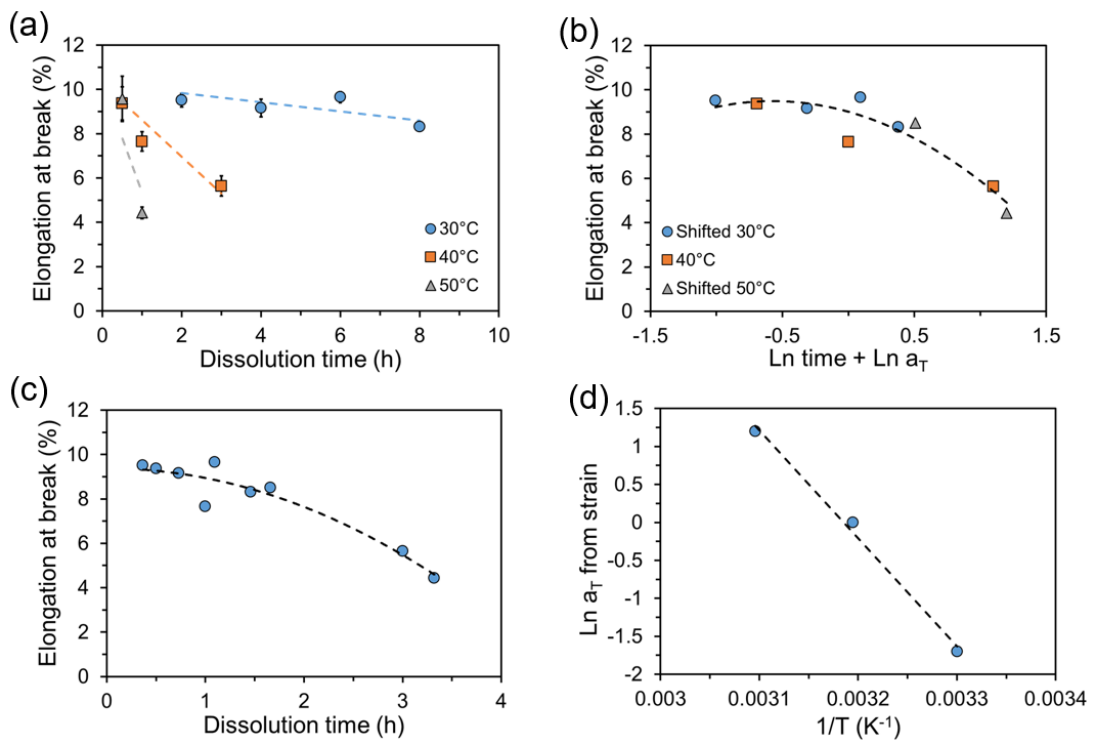 (a)
Elongation at break (%)
12
10
8
6
4
2
0
0 2 4 6 8 10
Dissolution time (h)
30°C
40°C
50°C
(b)
Elongation at break (%)
12
10
8
6
4
2
0
-1.5 -0.5 0.5 1.5
Ln time + Ln a_T
Shifted 30°C
40°C
Shifted 50°C
(c)
Elongation at break (%)
12
10
8
6
4
2
0
0 1 2 3 4
Dissolution time (h)
(d)
Ln a_T from strain
1.5
1
0.5
0
-0.5
-1
-1.5
-2
0.003 0.0031 0.0032 0.0033 0.0034
1/T (K⁻¹)